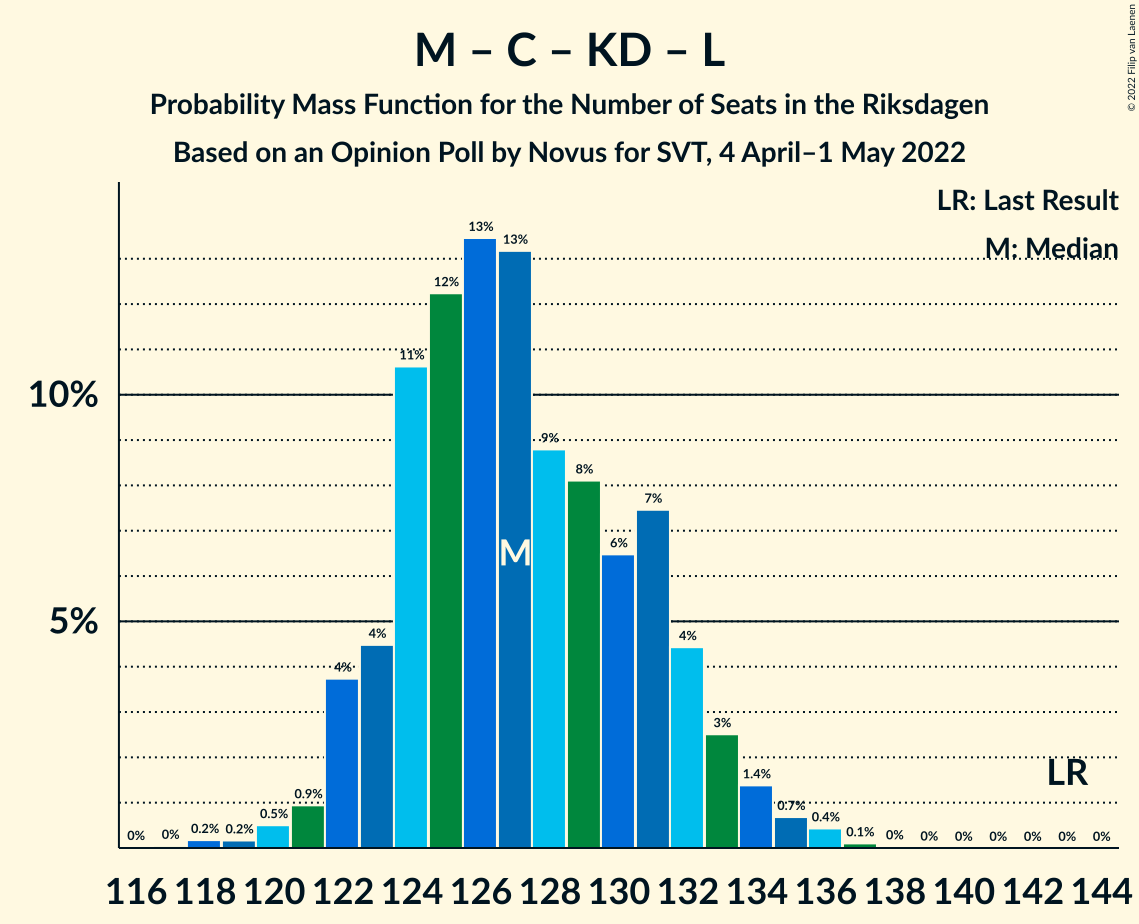 M – C – KD – L
Probability Mass Function for the Number of Seats in the Riksdagen
Based on an Opinion Poll by Novus for SVT, 4 April–1 May 2022
© 2022 Filip van Laenen
LR: Last Result
M: Median
10%
5%
0% 0% 0.2% 0.2% 0.5% 0.9% 4% 4% 11% 12% 13% 13% 9% 8% 6% 7% 4% 3% 1.4% 0.7% 0.4% 0.1% 0% 0% 0% 0% 0% 0% 0%
M
LR
116 118 120 122 124 126 128 130 132 134 136 138 140 142 144